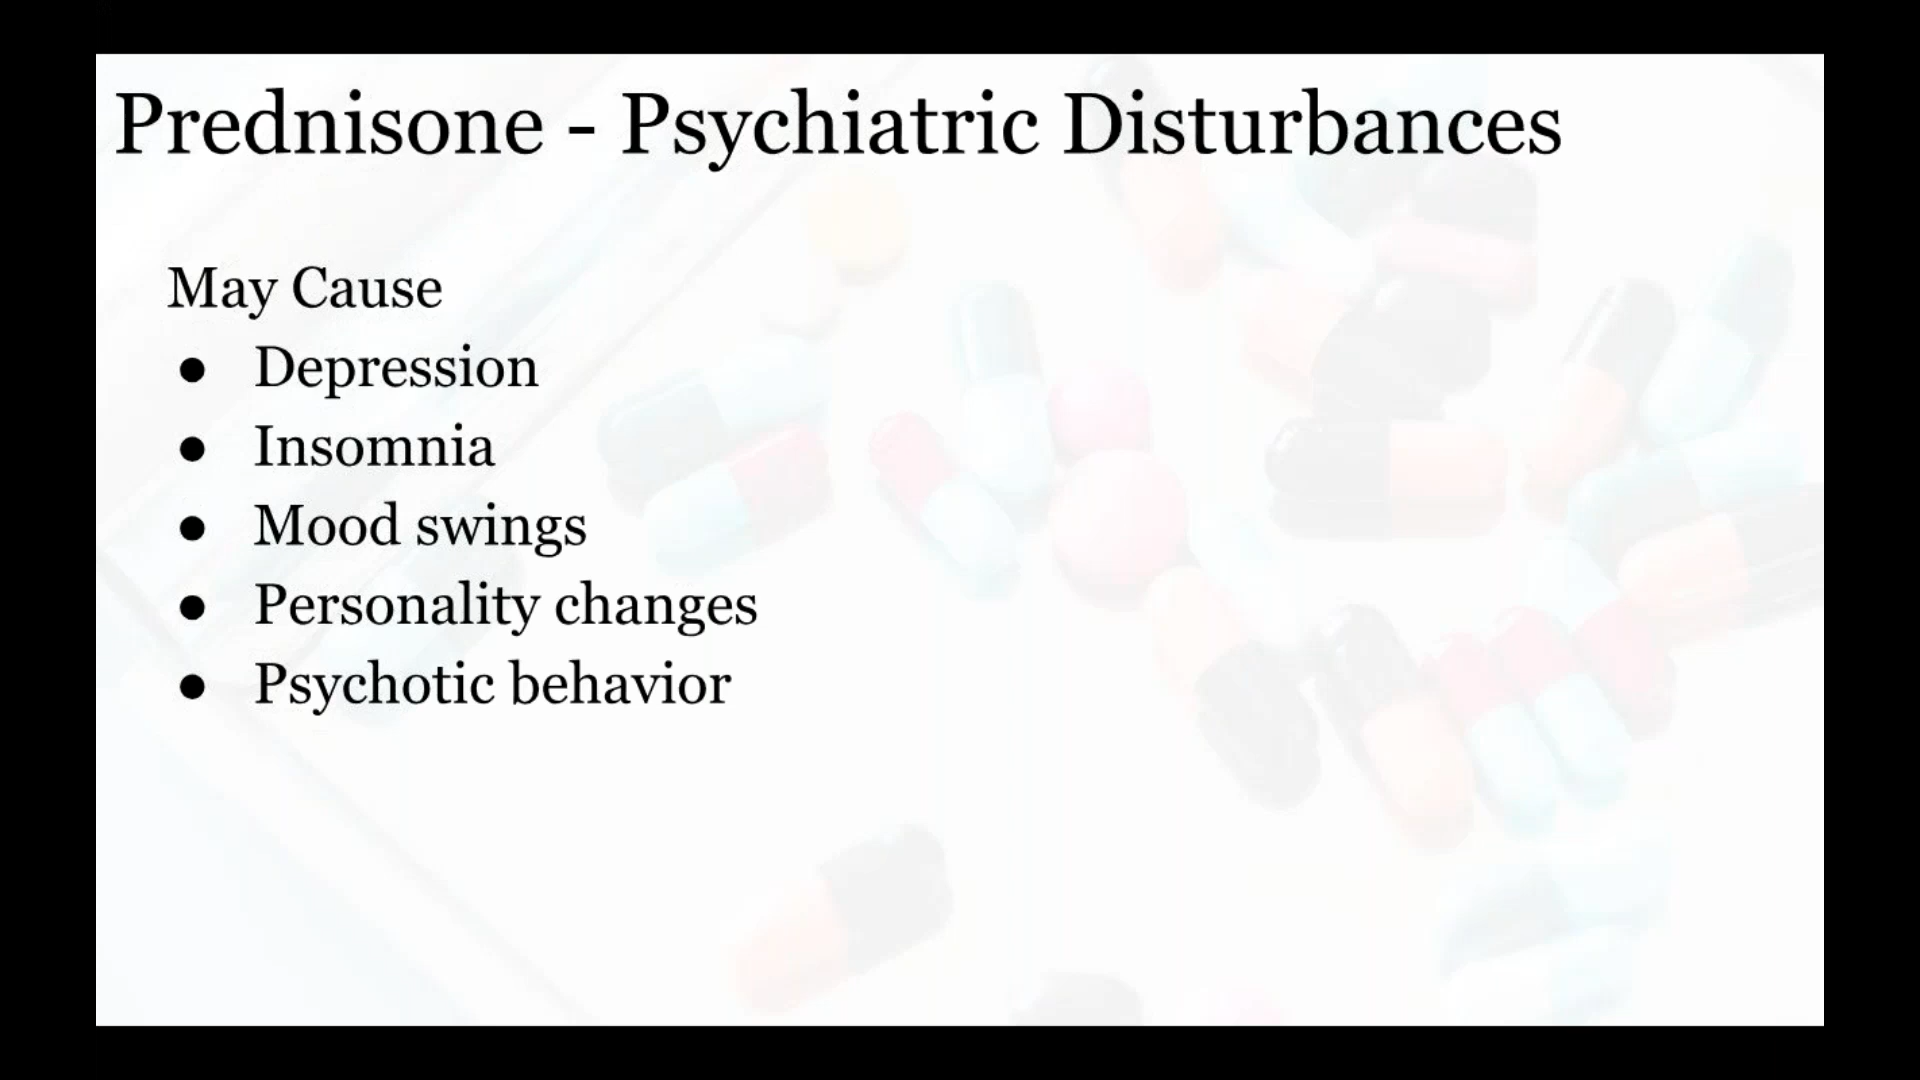 Prednisone - Psychiatric Disturbances
May Cause
● Depression
● Insomnia
● Mood swings
● Personality changes
● Psychotic behavior